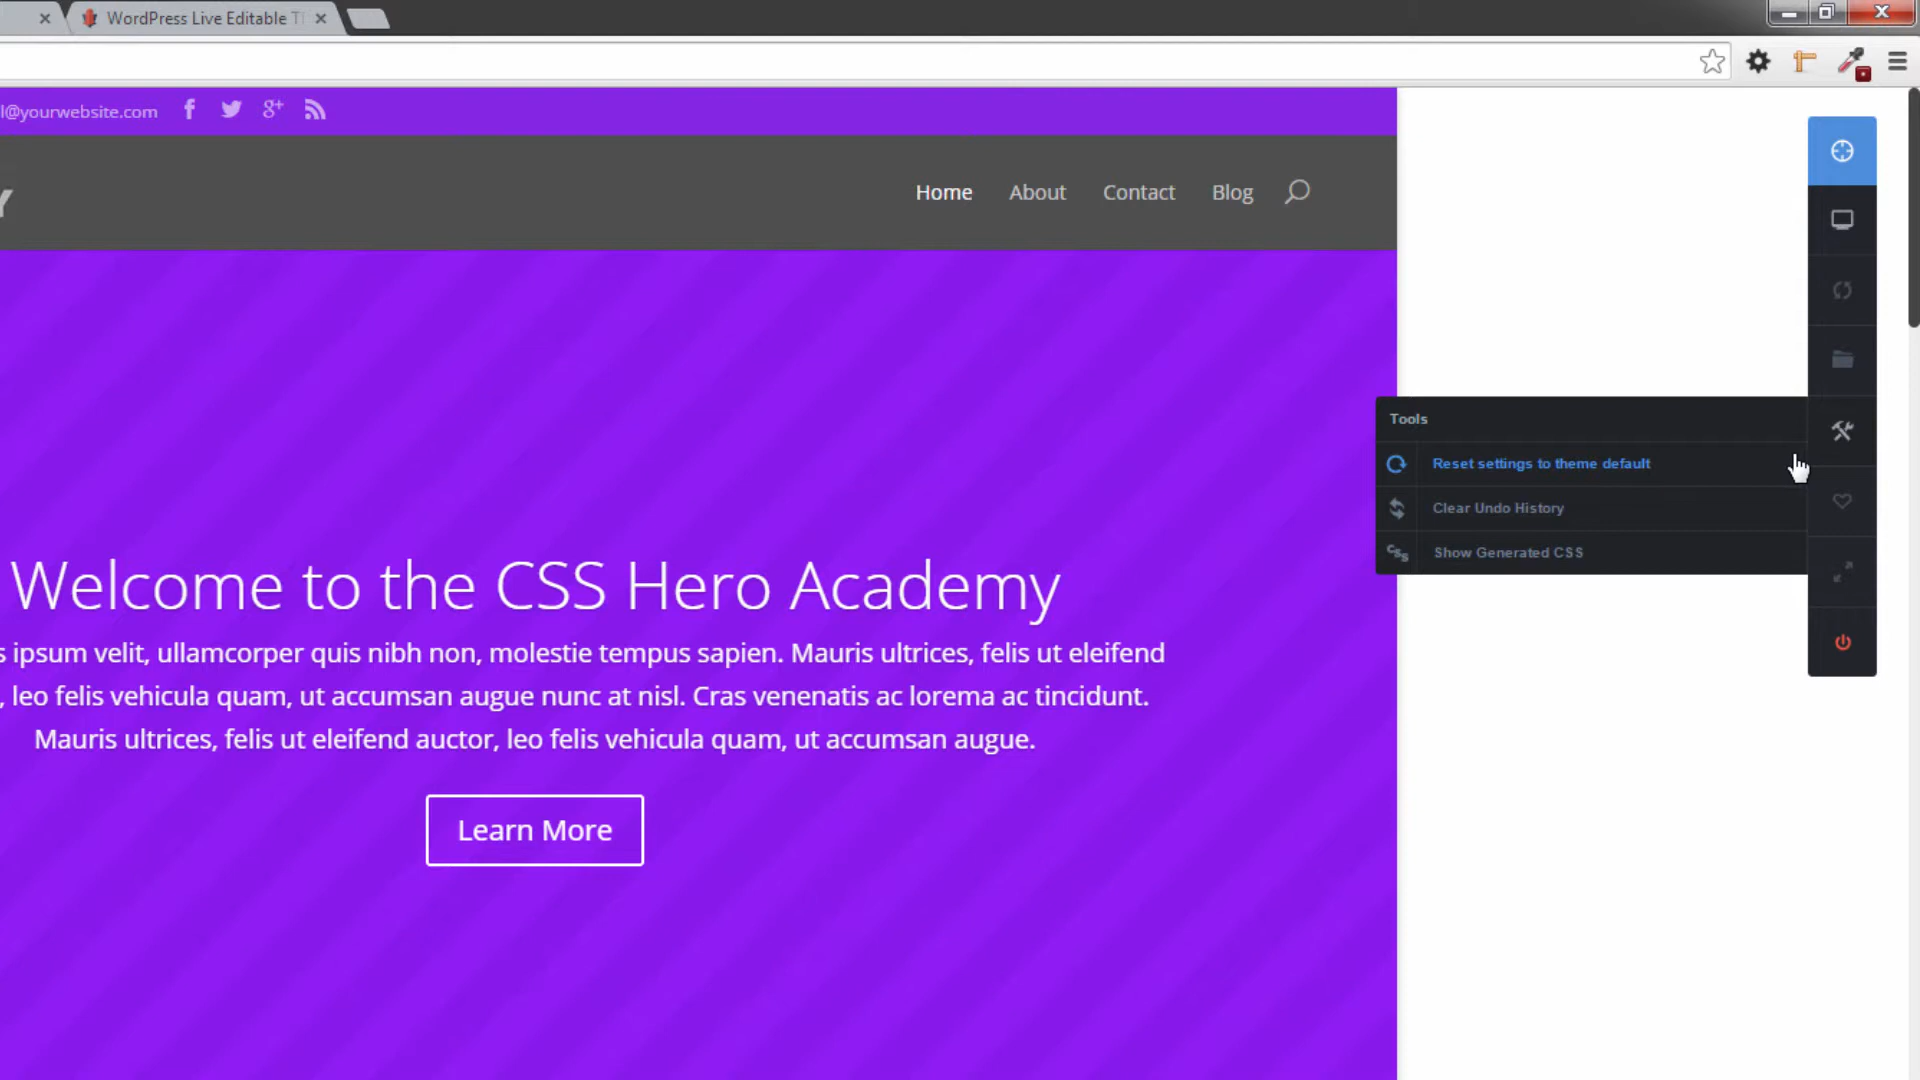 WordPress Live Editable T
l@yourwebsite.com
Y
Home
About
Contact
Blog
Tools
Reset settings to theme default
Clear Undo History
CSS
Show Generated CSS
Welcome to the CSS Hero Academy
s ipsum velit, ullamcorper quis nibh non, molestie tempus sapien. Mauris ultrices, felis ut eleifend
, leo felis vehicula quam, ut accumsan augue nunc at nisl. Cras venenatis ac lorema ac tincidunt.
Mauris ultrices, felis ut eleifend auctor, leo felis vehicula quam, ut accumsan augue.
Learn More